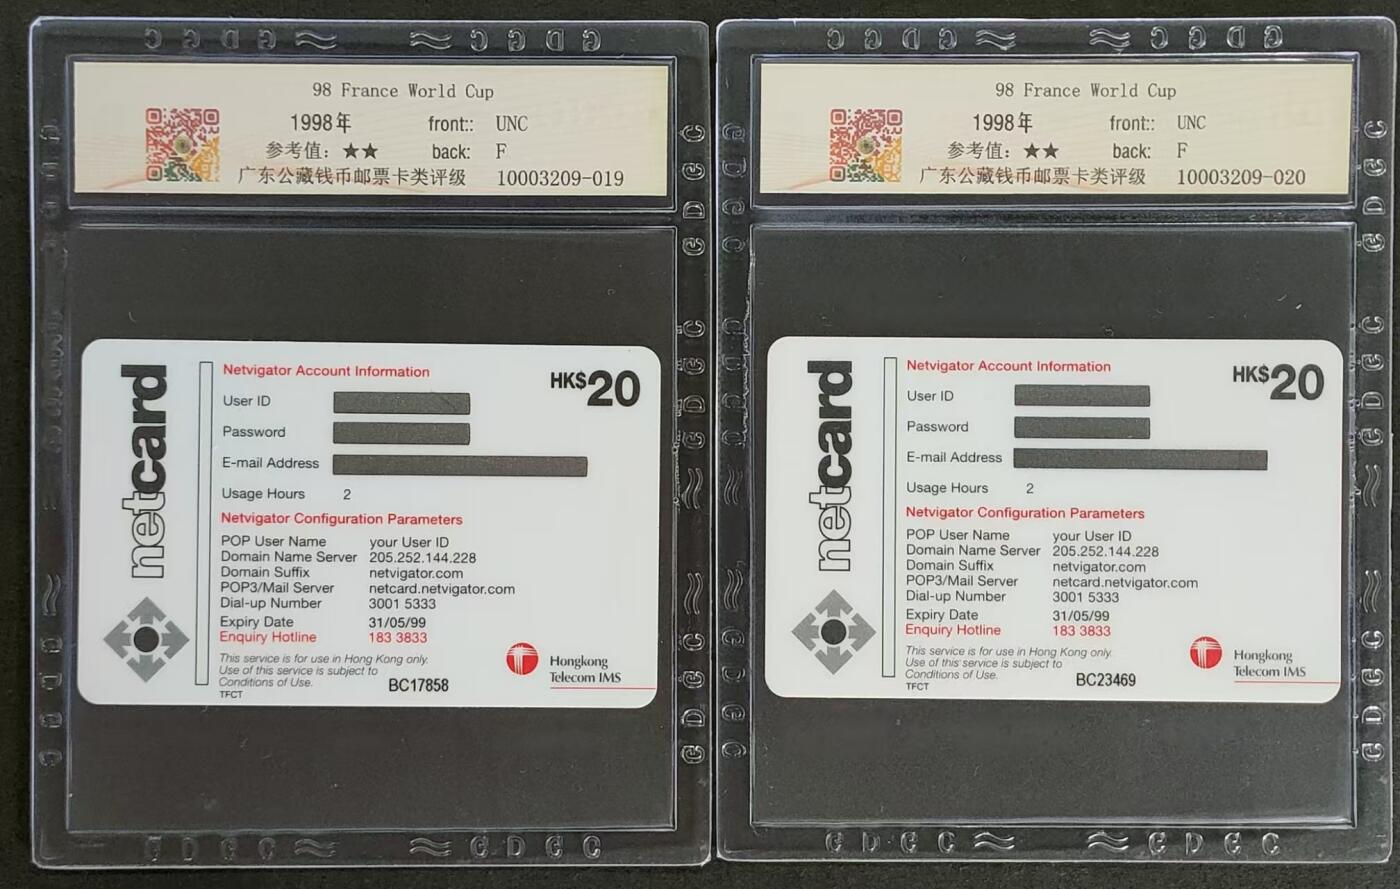 98 France World Cup
1998年 front:: UNC
参考值: ★★ back: F
广东公藏钱币邮票卡类评级 10003209-019
netcard
Netvigator Account Information
HK$20
User ID
Password
E-mail Address
Usage Hours 2
Netvigator Configuration Parameters
POP User Name your User ID
Domain Name Server 205.252.144.228
Domain Suffix netvigator.com
POP3/Mail Server netcard.netvigator.com
Dial-up Number 3001 5333
Expiry Date 31/05/99
Enquiry Hotline 183 3833
This service is for use in Hong Kong only.
Use of this service is subject to
Conditions of Use.
TFCT
BC17858
Hongkong
Telecom IMS
98 France World Cup
1998年 front:: UNC
参考值: ★★ back: F
广东公藏钱币邮票卡类评级 10003209-020
netcard
Netvigator Account Information
HK$20
User ID
Password
E-mail Address
Usage Hours 2
Netvigator Configuration Parameters
POP User Name your User ID
Domain Name Server 205.252.144.228
Domain Suffix netvigator.com
POP3/Mail Server netcard.netvigator.com
Dial-up Number 3001 5333
Expiry Date 31/05/99
Enquiry Hotline 183 3833
This service is for use in Hong Kong only.
Use of this service is subject to
Conditions of Use.
TFCT
BC23469
Hongkong
Telecom IMS